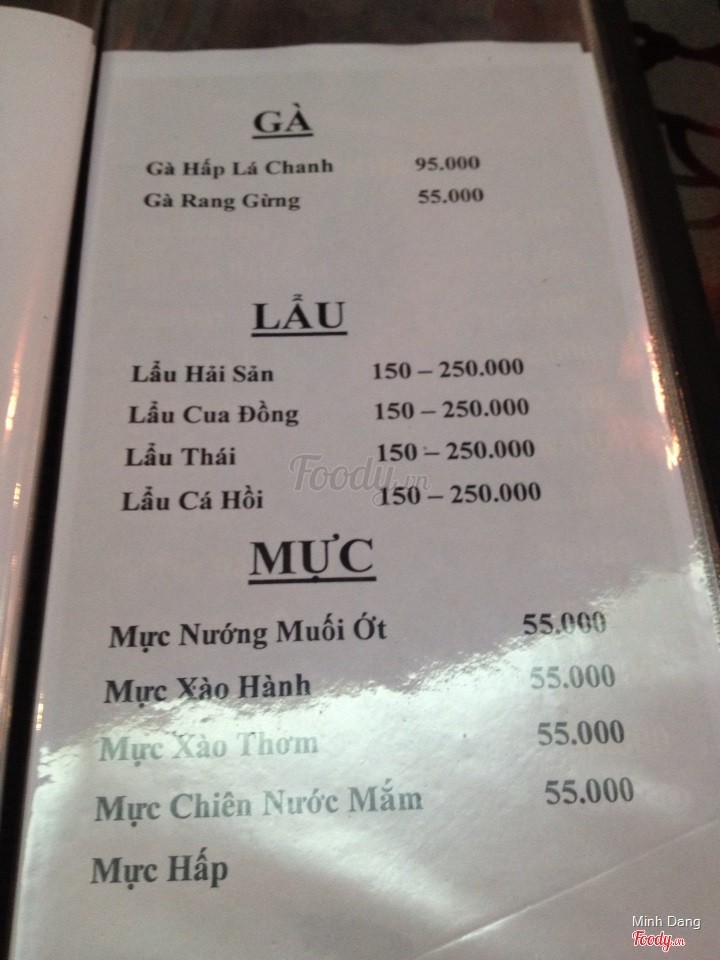 GÀ
Gà Hấp Lá Chanh 95.000
Gà Rang Gừng 55.000
LẨU
Lẩu Hải Sản 150 – 250.000
Lẩu Cua Đồng 150 – 250.000
Lẩu Thái 150 – 250.000
Foody.vn
Lẩu Cá Hồi 150 – 250.000
MỰC
Mực Nướng Muối Ớt 55.000
Mực Xào Hành 55.000
Mực Xào Thơm 55.000
Mực Chiên Nước Mắm 55.000
Mực Hấp
Minh Dang
Foody.vn